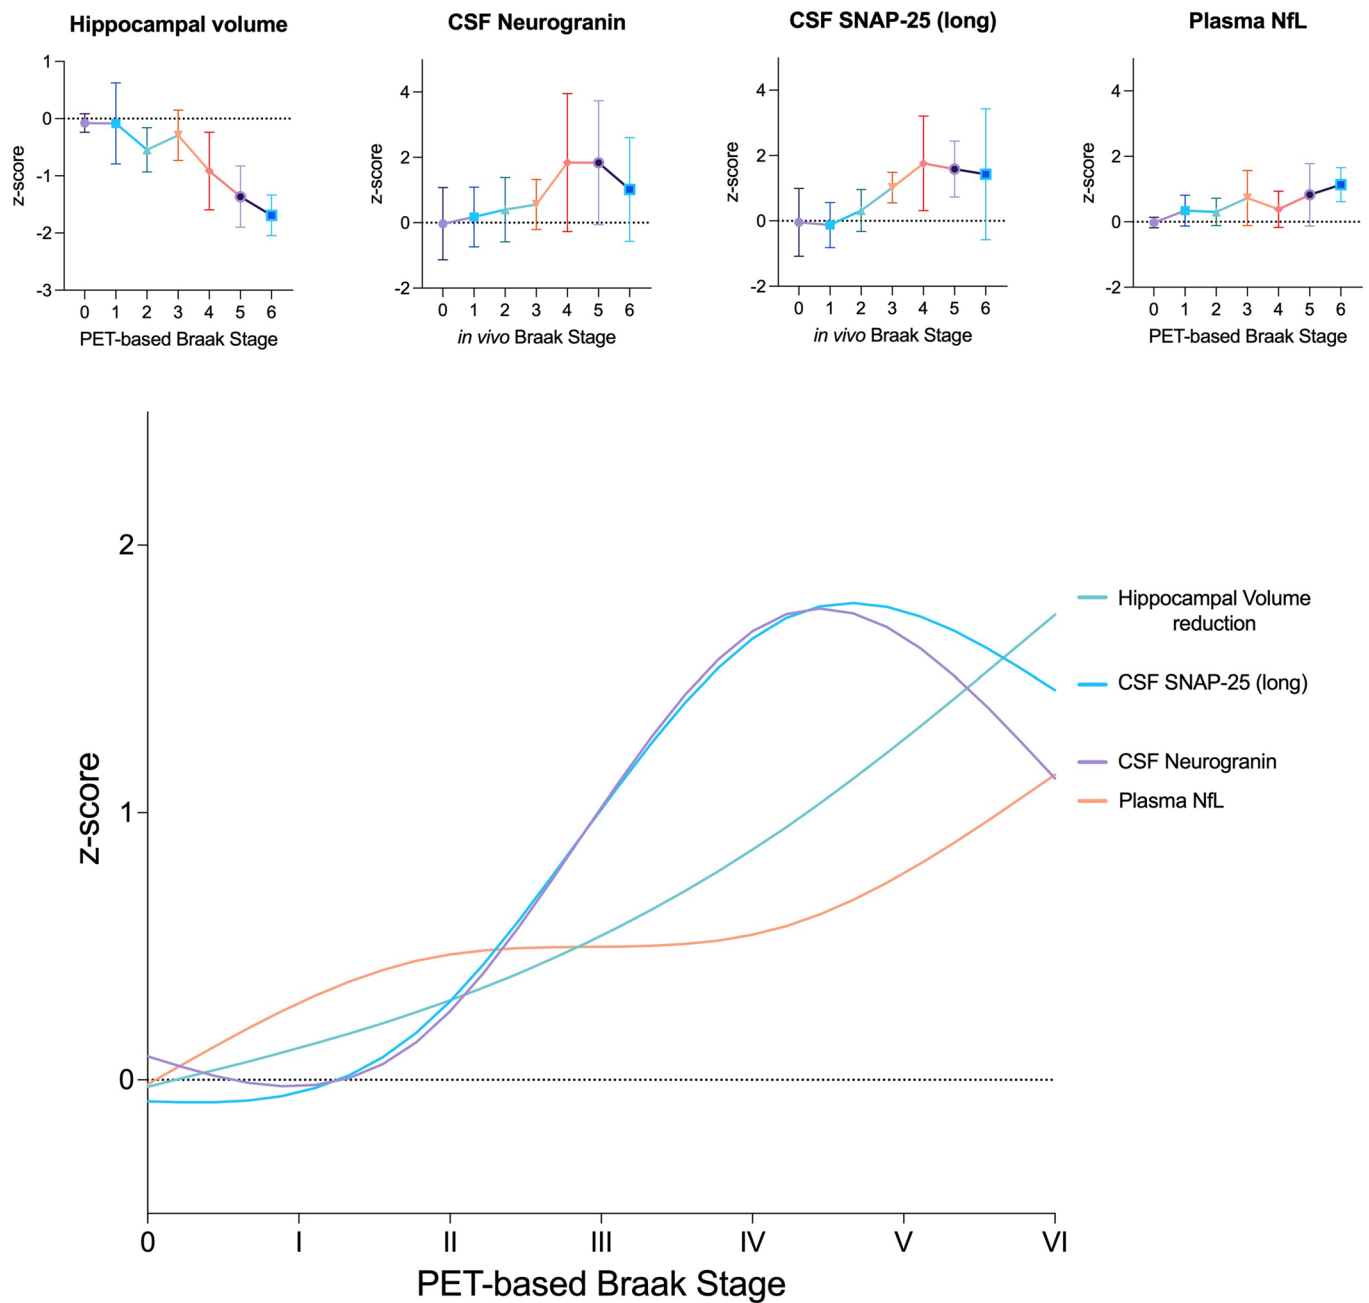 Hippocampal volume
CSF Neurogranin
CSF SNAP-25 (long)
Plasma NfL
1
0
-1
-2
-3
z-score
0 1 2 3 4 5 6
PET-based Braak Stage
4
2
0
-2
z-score
0 1 2 3 4 5 6
in vivo Braak Stage
4
2
0
-2
z-score
0 1 2 3 4 5 6
in vivo Braak Stage
4
2
0
-2
z-score
0 1 2 3 4 5 6
PET-based Braak Stage
2
1
0
z-score
0 I II III IV V VI
PET-based Braak Stage
Hippocampal Volume
reduction
CSF SNAP-25 (long)
CSF Neurogranin
Plasma NfL